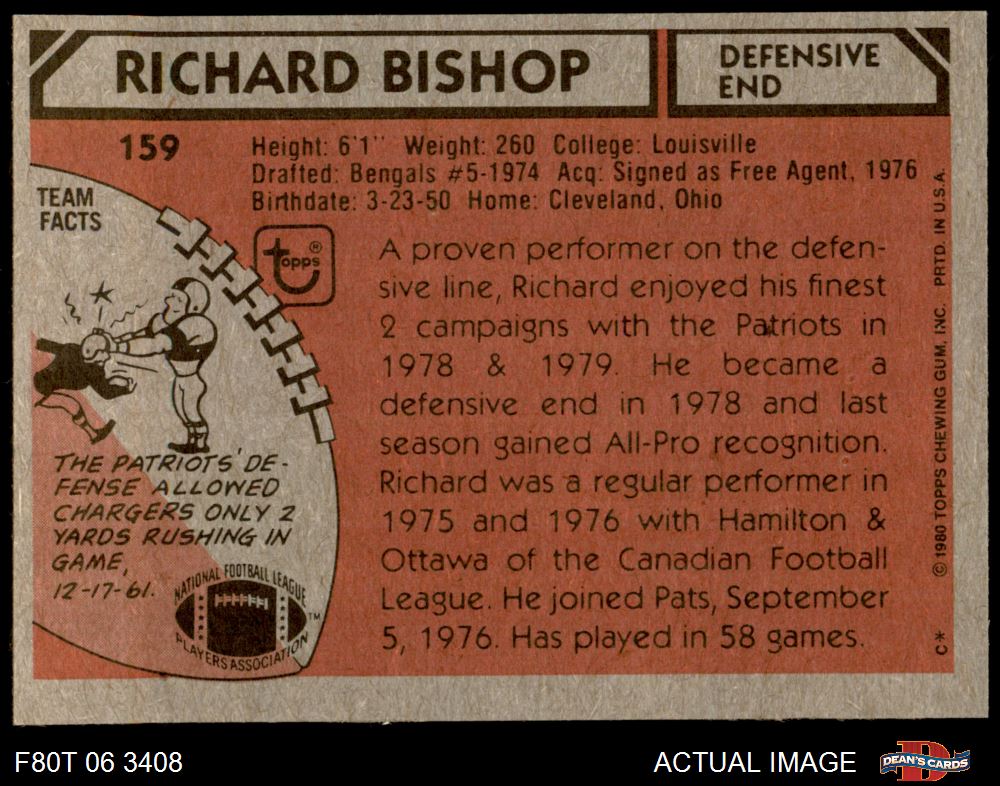 RICHARD BISHOP
DEFENSIVE
END
159
Height: 6'1" Weight: 260 College: Louisville
Drafted: Bengals #5-1974 Acq: Signed as Free Agent, 1976
Birthdate: 3-23-50 Home: Cleveland, Ohio
TEAM
FACTS
topps®
A proven performer on the defen-
sive line, Richard enjoyed his finest
2 campaigns with the Patriots in
1978 & 1979. He became a
defensive end in 1978 and last
season gained All-Pro recognition.
Richard was a regular performer in
1975 and 1976 with Hamilton &
Ottawa of the Canadian Football
League. He joined Pats, September
5, 1976. Has played in 58 games.
THE PATRIOTS' DE-
FENSE ALLOWED
CHARGERS ONLY 2
YARDS RUSHING IN
GAME,
12-17-61.
NATIONAL FOOTBALL LEAGUE
PLAYERS ASSOCIATION
TM
C* © 1980 TOPPS CHEWING GUM, INC. PRTD. IN U.S.A.
F80T 06 3408
ACTUAL IMAGE
DEAN'S CARDS